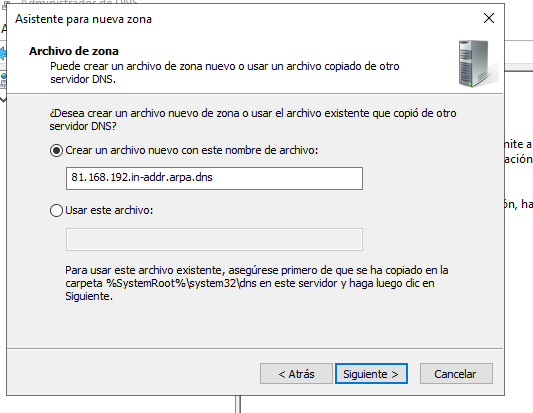 Administrador de DNS
Asistente para nueva zona
Archivo de zona
Puede crear un archivo de zona nuevo o usar un archivo copiado de otro
servidor DNS.
¿Desea crear un archivo nuevo de zona o usar el archivo existente que copió de otro
servidor DNS?
Crear un archivo nuevo con este nombre de archivo:
81.168.192.in-addr.arpa.dns
Usar este archivo:
Para usar este archivo existente, asegúrese primero de que se ha copiado en la
carpeta %SystemRoot%\system32\dns en este servidor y haga luego clic en
Siguiente.
< Atrás
Siguiente >
Cancelar